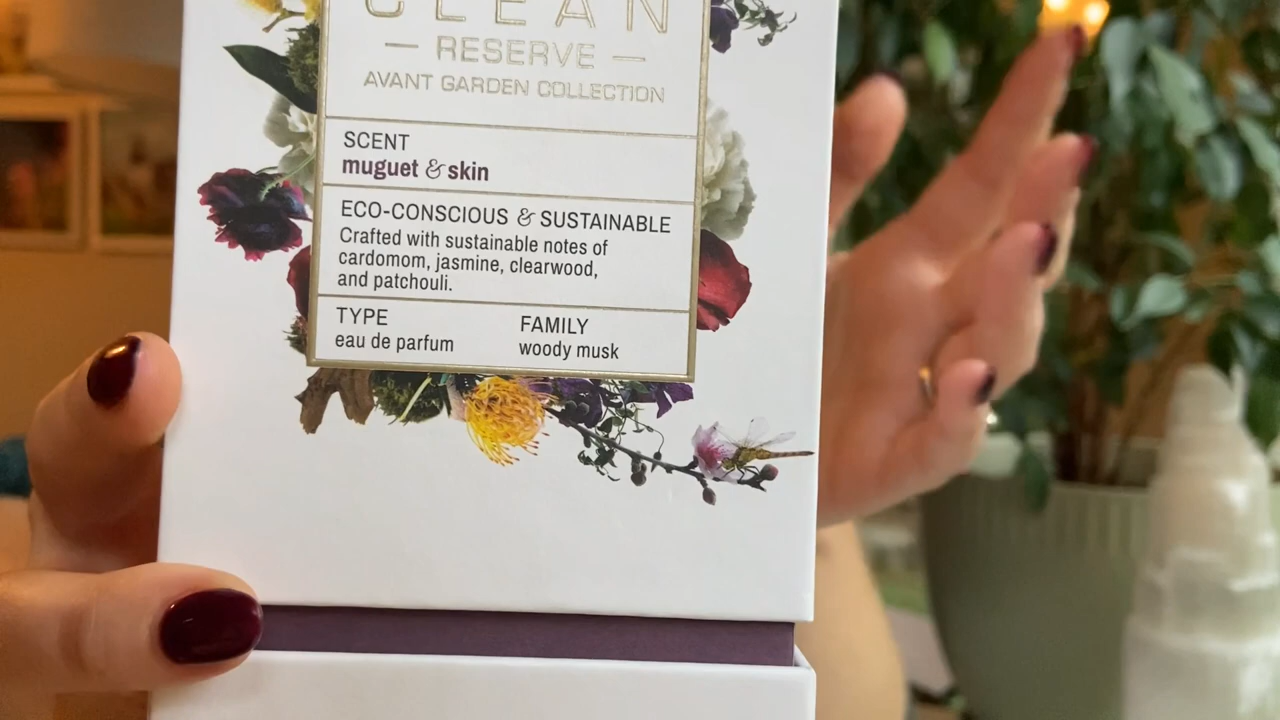 CLEAN
RESERVE
AVANT GARDEN COLLECTION
SCENT
muguet & skin
ECO-CONSCIOUS & SUSTAINABLE
Crafted with sustainable notes of
cardomom, jasmine, clearwood,
and patchouli.
TYPE
eau de parfum
FAMILY
woody musk